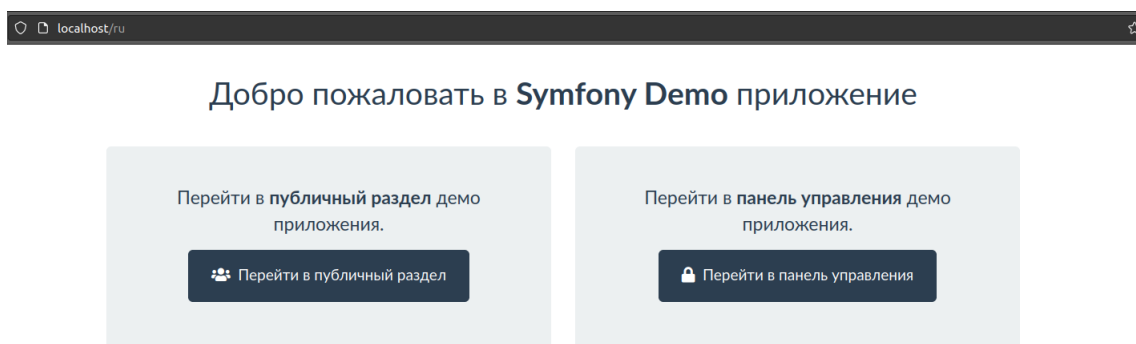 localhost/ru
Добро пожаловать в Symfony Demo приложение
Перейти в публичный раздел демо
приложения.
Перейти в публичный раздел
Перейти в панель управления демо
приложения.
Перейти в панель управления